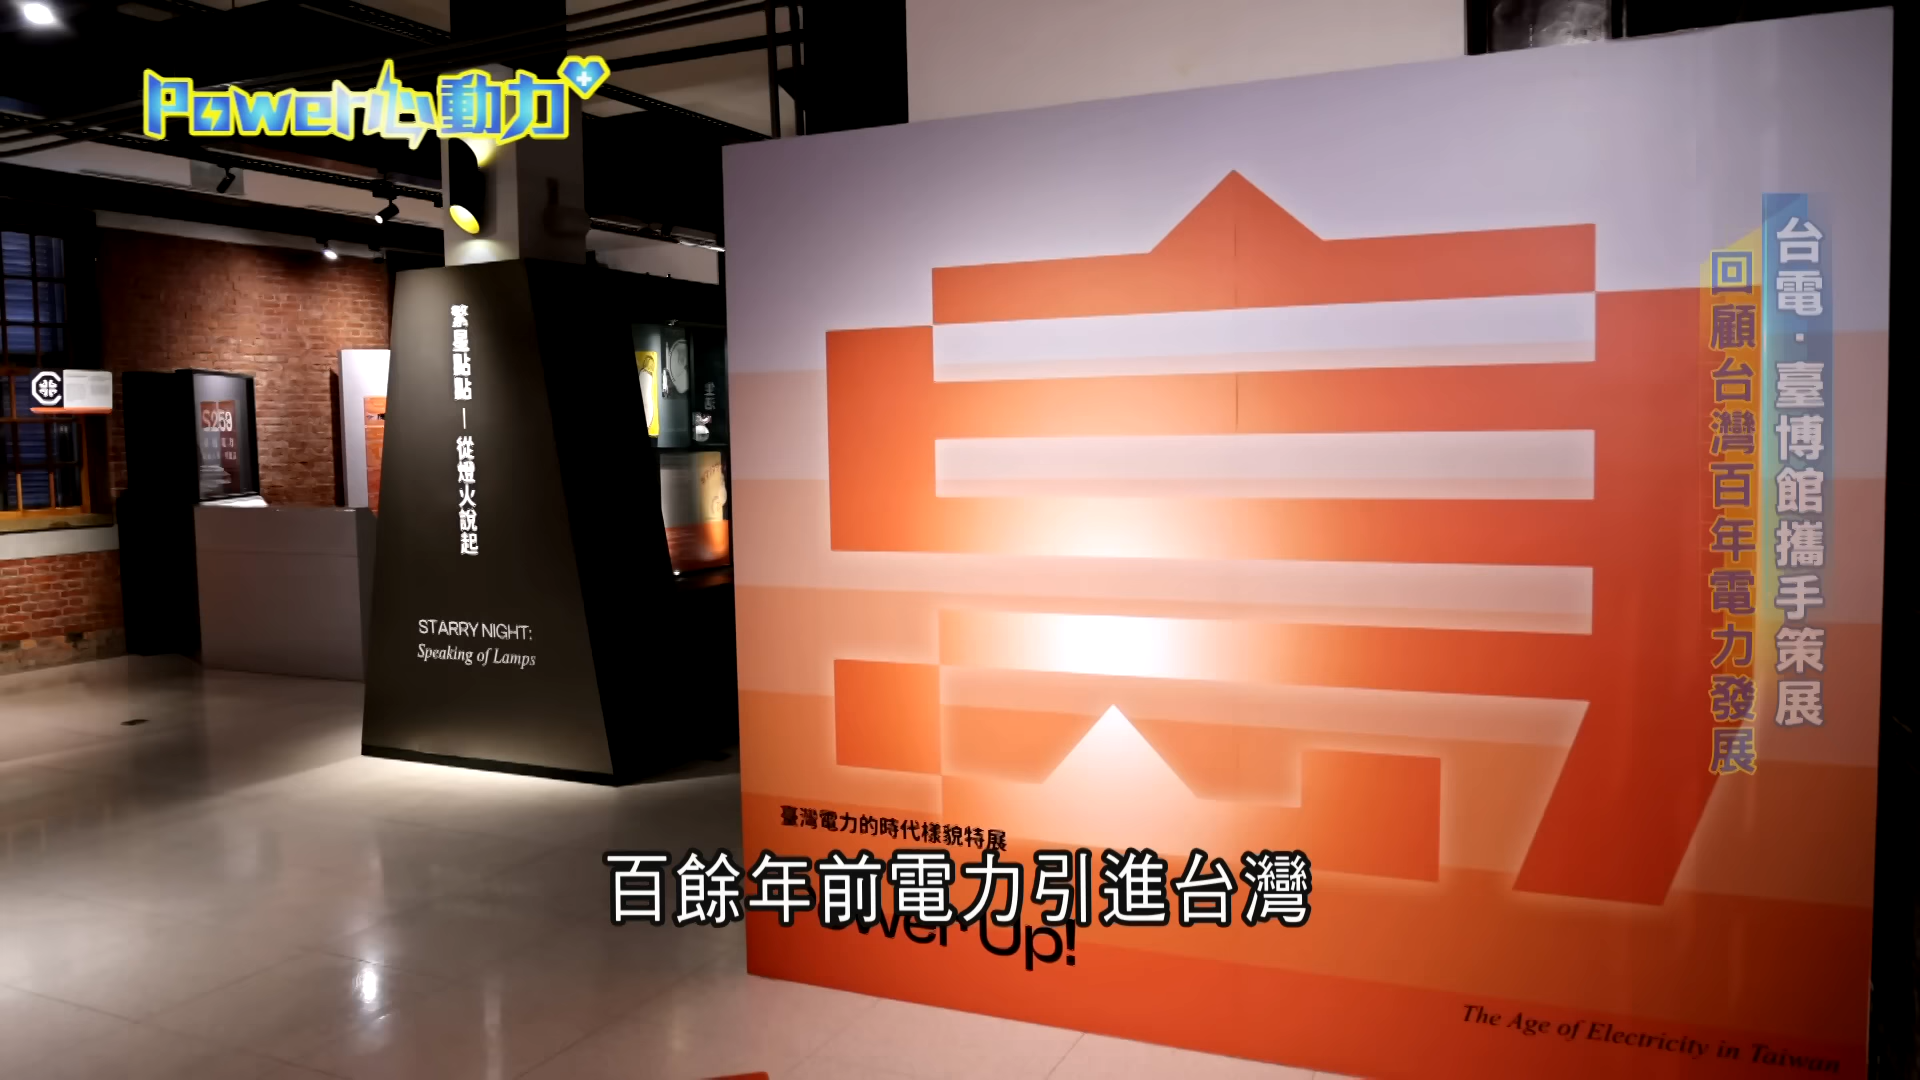 Power心動力
台電·臺博館攜手策展
回顧台灣百年電力發展
繁星點點—從燈火說起
STARRY NIGHT:
Speaking of Lamps
S259
臺灣電力的時代樣貌特展
Up!
The Age of Electricity in Taiwan
百餘年前電力引進台灣